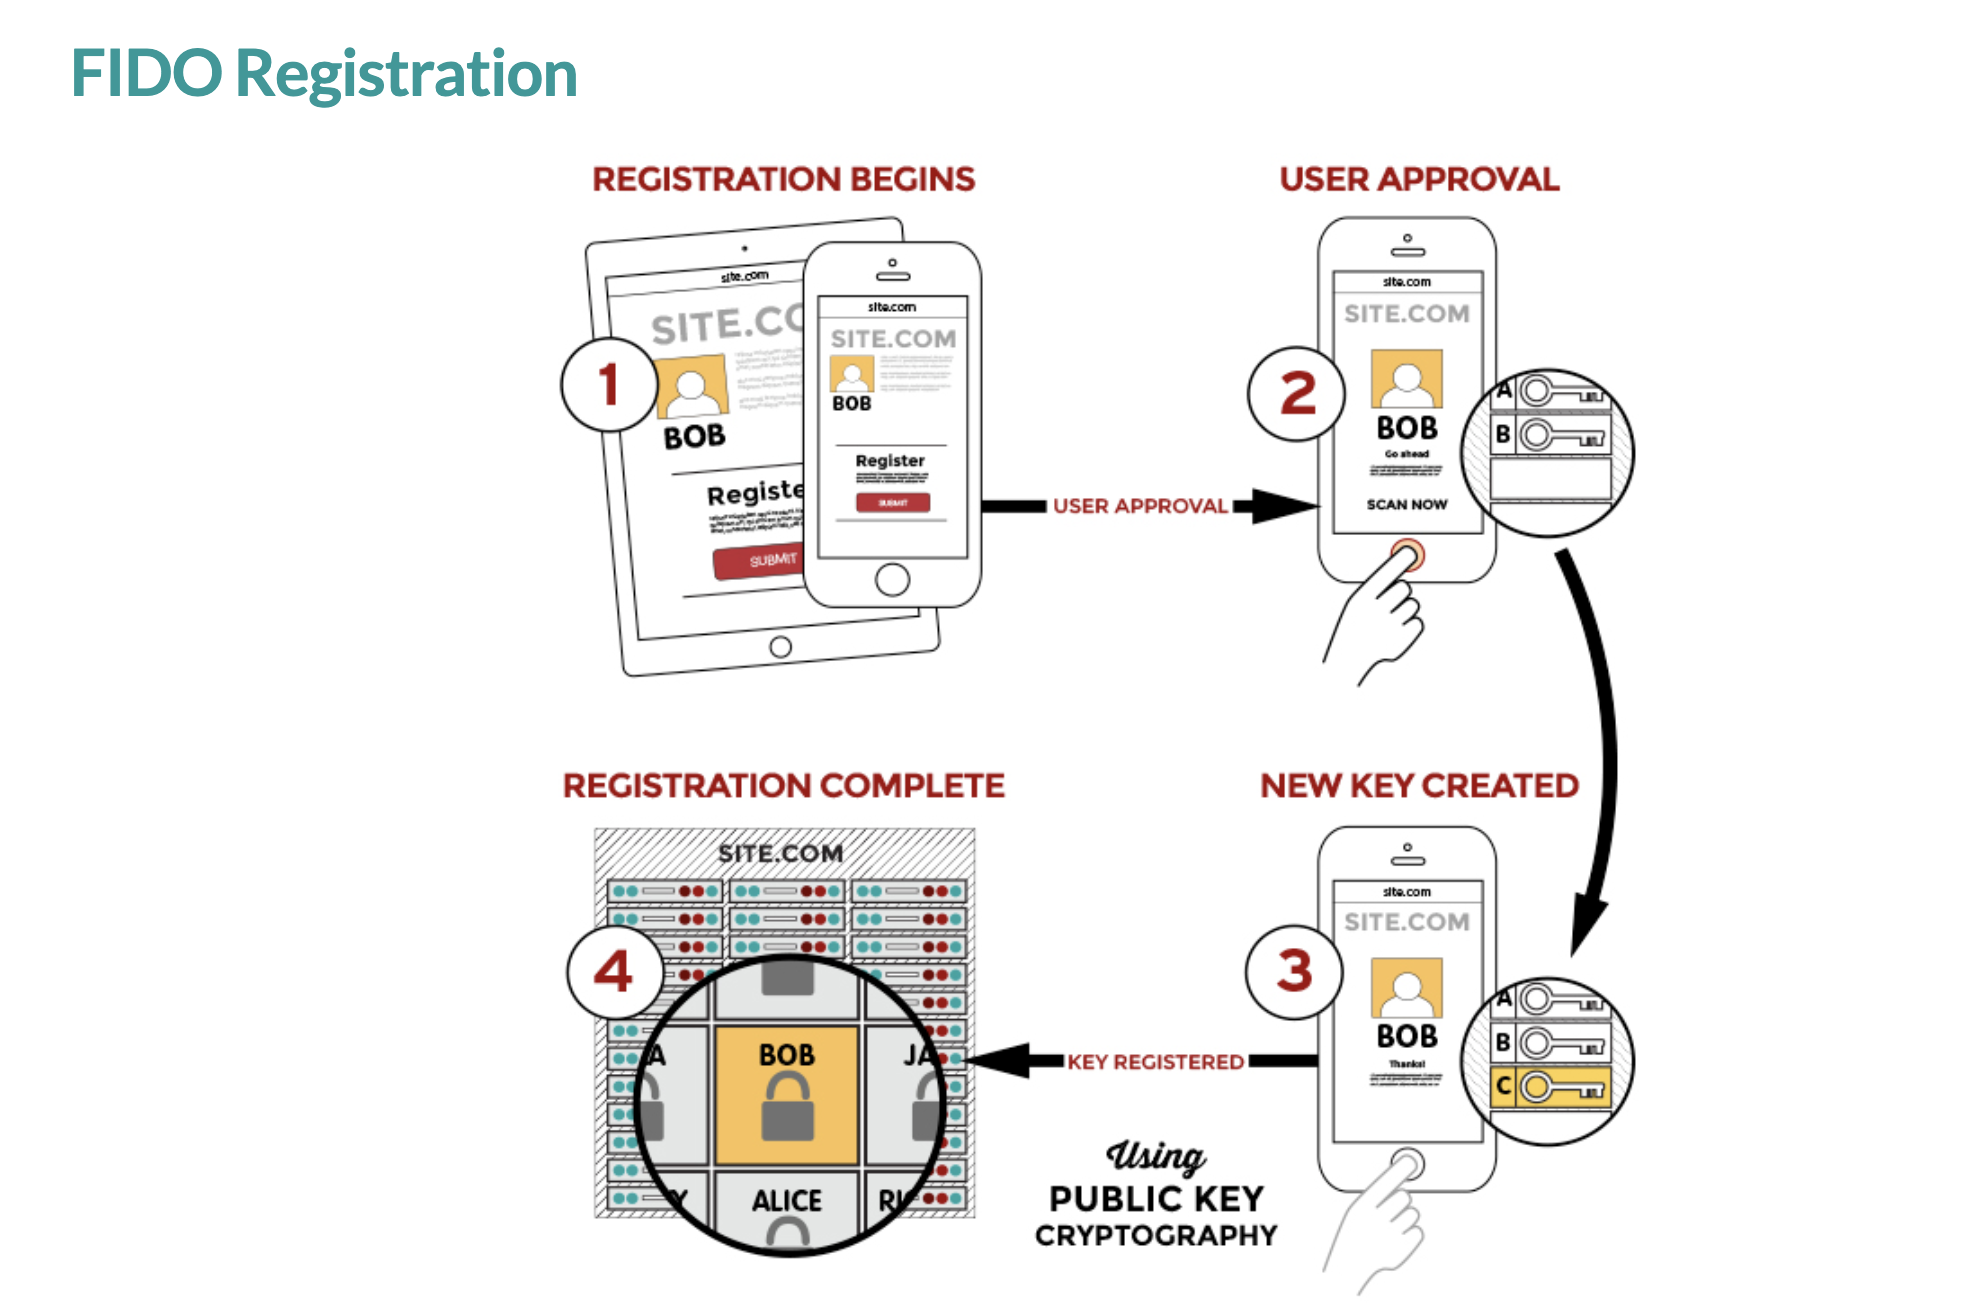 FIDO Registration
REGISTRATION BEGINS
site.com
SITE.CO
BOB
Registe
SUBMIT
1
site.com
SITE.COM
BOB
Register
SUBMIT
USER APPROVAL
USER APPROVAL
2
site.com
SITE.COM
BOB
Go ahead
SCAN NOW
A
B
NEW KEY CREATED
3
site.com
SITE.COM
BOB
Thanks!
A
B
C
KEY REGISTERED
Using
PUBLIC KEY
CRYPTOGRAPHY
REGISTRATION COMPLETE
SITE.COM
4
A BOB JA
Y ALICE RI